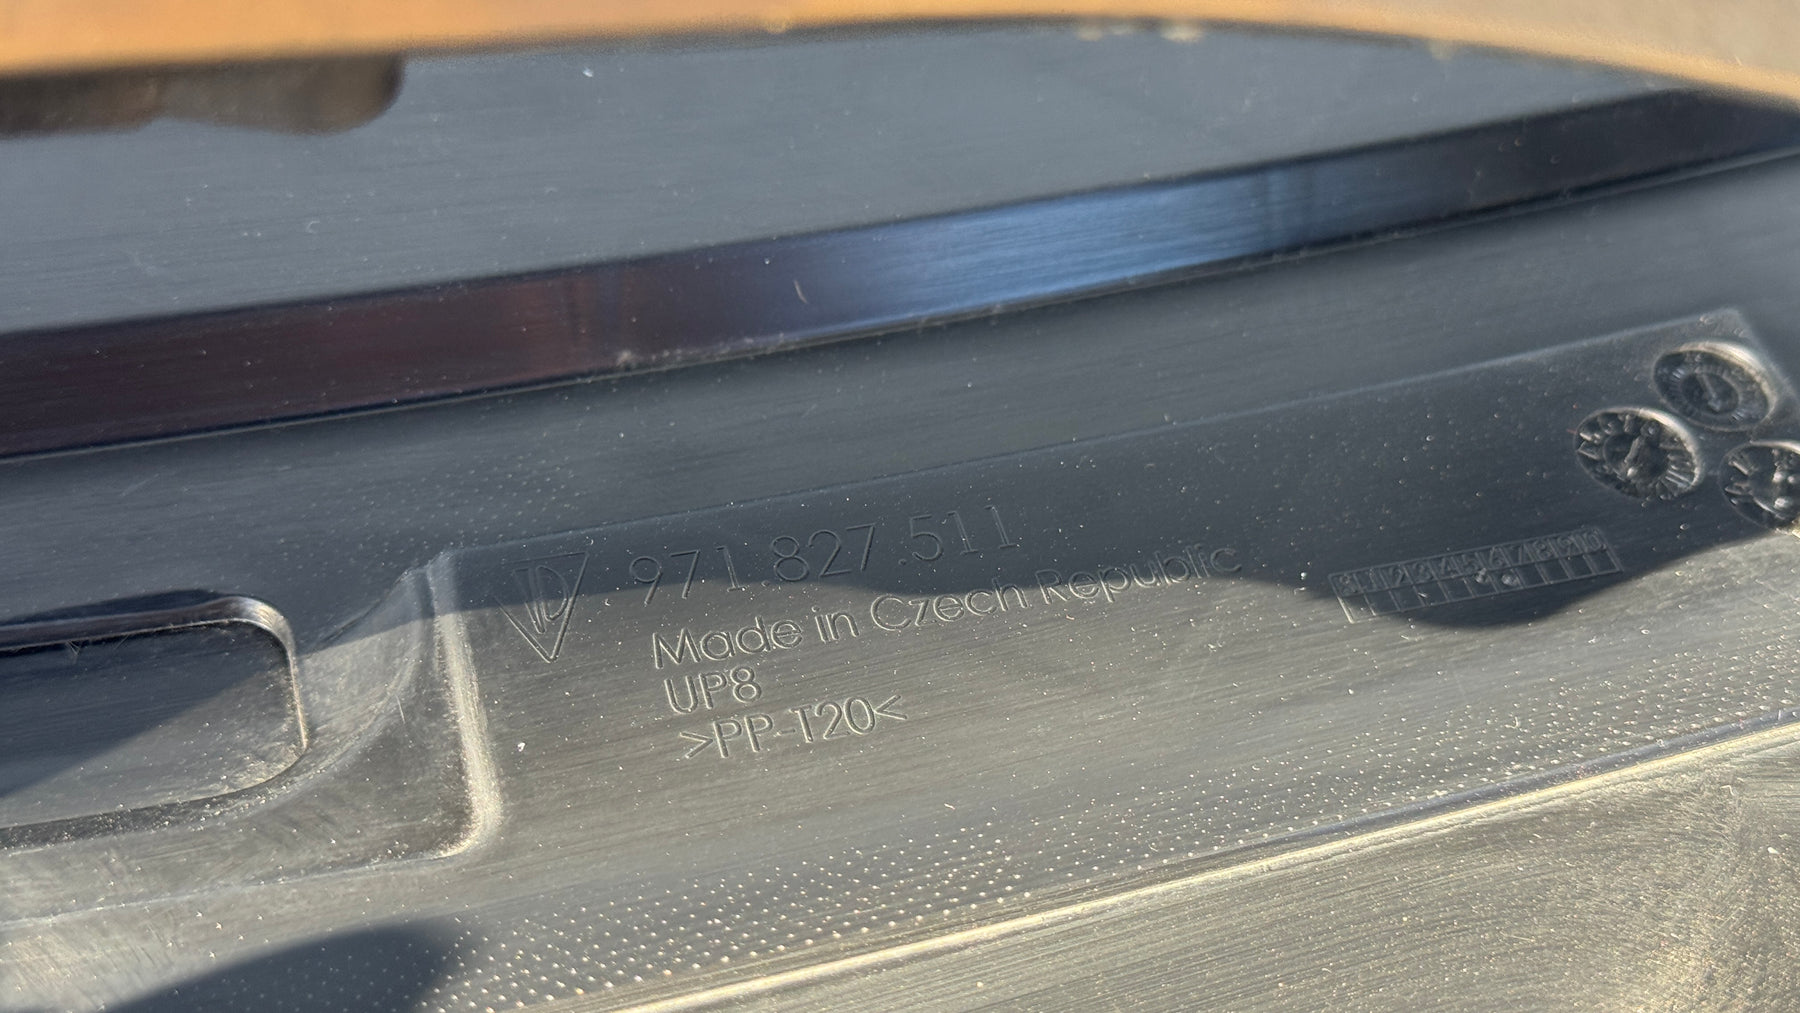 971.827.511
Made in Czech Republic
UP8
>PP-T20<